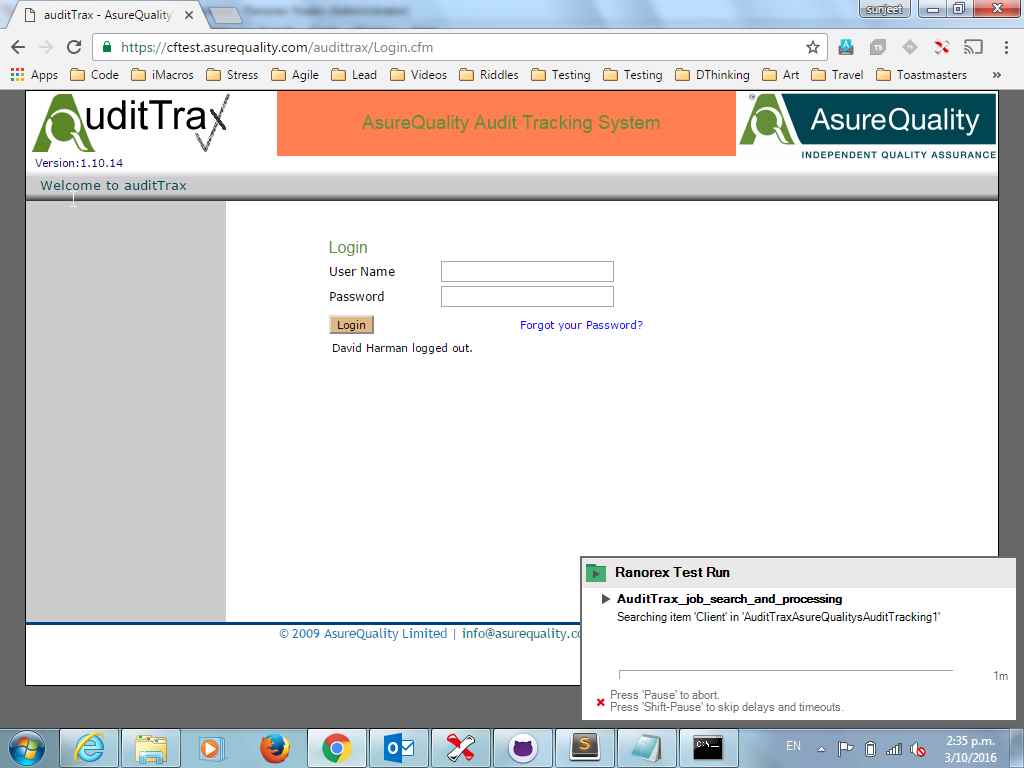 auditTrax - AsureQuality
sunjeet
https://cftest.asurequality.com/audittrax/Login.cfm
Apps Code iMacros Stress Agile Lead Videos Riddles Testing Testing DThinking Art Travel Toastmasters »
AuditTrax
AsureQuality Audit Tracking System
AsureQuality
INDEPENDENT QUALITY ASSURANCE
Version:1.10.14
Welcome to auditTrax
Login
User Name
Password
Login Forgot your Password?
David Harman logged out.
Ranorex Test Run
AuditTrax_job_search_and_processing
Searching item 'Client' in 'AuditTraxAsureQualitysAuditTracking1'
© 2009 AsureQuality Limited | info@asurequality.co
1m
Press 'Pause' to abort.
Press 'Shift-Pause' to skip delays and timeouts.
EN
2:35 p.m.
3/10/2016